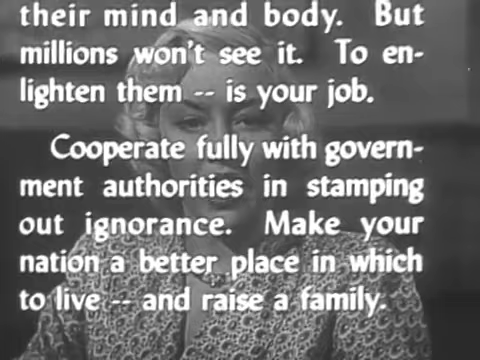 their mind and body. But
millions won't see it. To en-
lighten them -- is your job.
Cooperate fully with govern-
ment authorities in stamping
out ignorance. Make your
nation a better place in which
to live -- and raise a family.